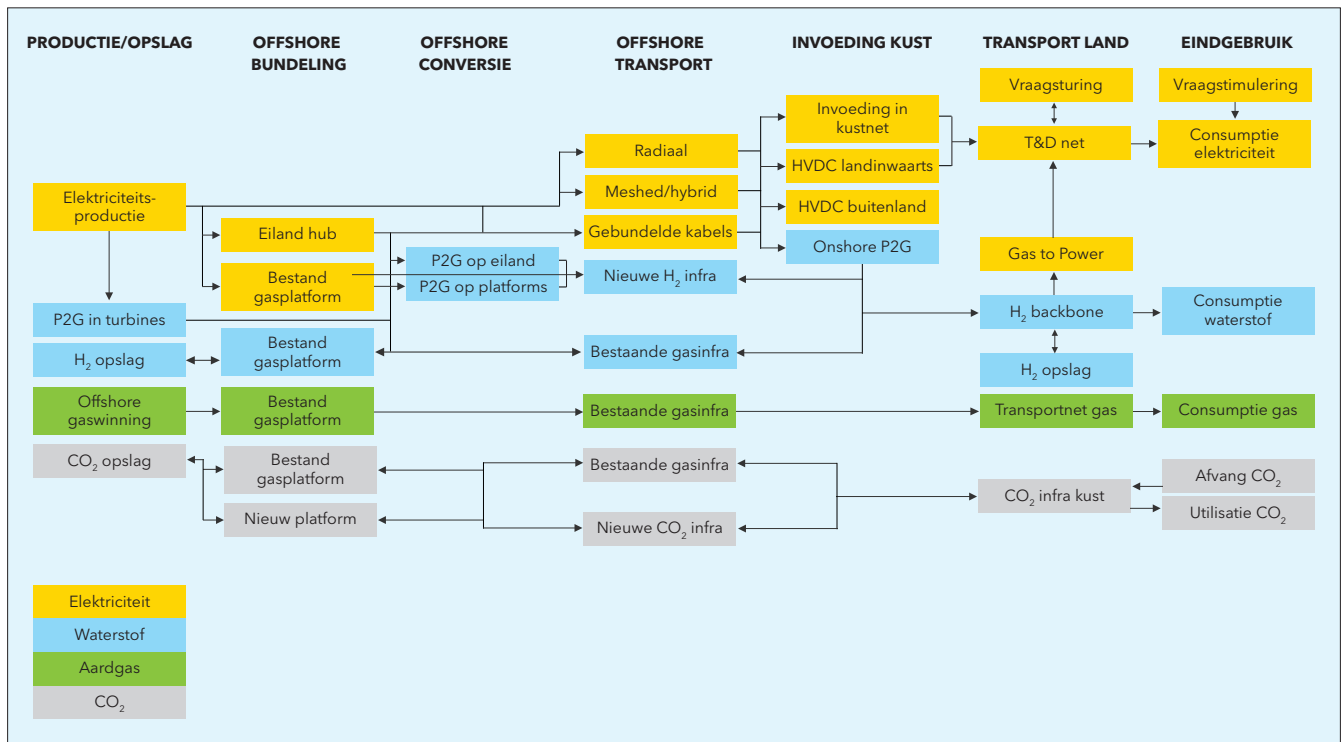 PRODUCTIE/OPSLAG
OFFSHORE
BUNDELING
OFFSHORE
CONVERSIE
OFFSHORE
TRANSPORT
INVOEDING KUST
TRANSPORT LAND
EINDGEBRUIK
Elektriciteits-
productie
P2G in turbines
H₂ opslag
Offshore
gaswinning
CO₂ opslag
Eiland hub
Bestand
gasplatform
Bestand
gasplatform
Bestand
gasplatform
Bestand
gasplatform
Nieuw platform
P2G op eiland
P2G op platforms
Radiaal
Meshed/hybrid
Gebundelde kabels
Nieuwe H₂ infra
Bestaande gasinfra
Bestaande gasinfra
Bestaande gasinfra
Nieuwe CO₂ infra
Invoeding in
kustnet
HVDC landinwaarts
HVDC buitenland
Onshore P2G
Vraagsturing
T&D net
Gas to Power
H₂ backbone
H₂ opslag
Transportnet gas
CO₂ infra kust
Vraagstimulering
Consumptie
elektriciteit
Consumptie
waterstof
Consumptie gas
Afvang CO₂
Utilisatie CO₂
Elektriciteit
Waterstof
Aardgas
CO₂